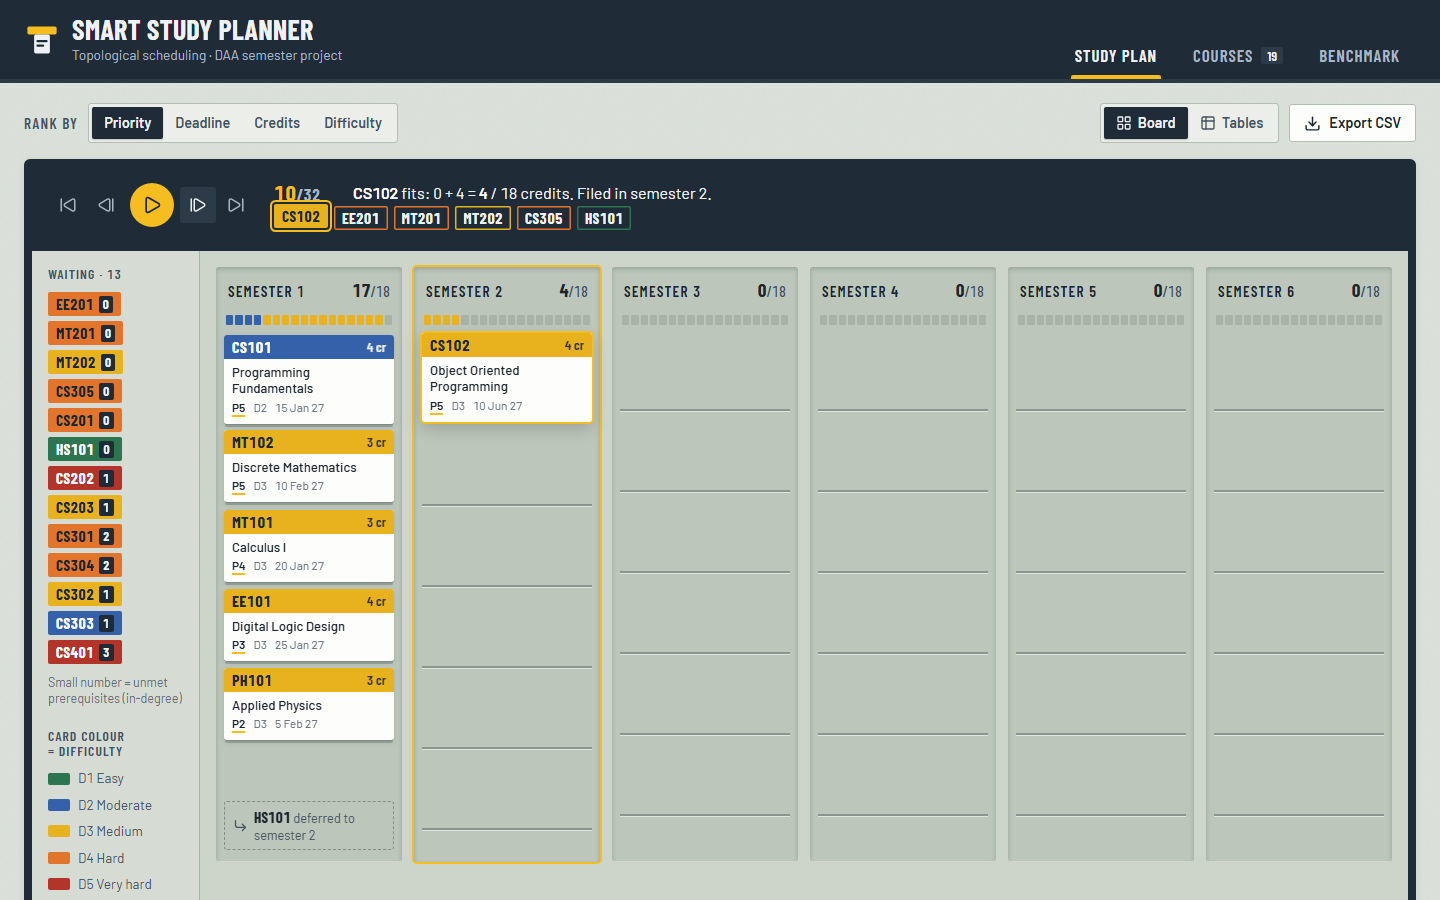 SMART STUDY PLANNER
Topological scheduling · DAA semester project
STUDY PLAN
COURSES 19
BENCHMARK
RANK BY
Priority
Deadline
Credits
Difficulty
Board
Tables
Export CSV
10/32
CS102 fits: 0 + 4 = 4 / 18 credits. Filed in semester 2.
CS102
EE201
MT201
MT202
CS305
HS101
WAITING · 13
EE201 0
MT201 0
MT202 0
CS305 0
CS201 0
HS101 0
CS202 1
CS203 1
CS301 2
CS304 2
CS302 1
CS303 1
CS401 3
Small number = unmet
prerequisites (in-degree)
CARD COLOUR
= DIFFICULTY
D1 Easy
D2 Moderate
D3 Medium
D4 Hard
D5 Very hard
SEMESTER 1 17/18
CS101 4 cr
Programming
Fundamentals
P5 D2 15 Jan 27
MT102 3 cr
Discrete Mathematics
P5 D3 10 Feb 27
MT101 3 cr
Calculus I
P4 D3 20 Jan 27
EE101 4 cr
Digital Logic Design
P3 D3 25 Jan 27
PH101 3 cr
Applied Physics
P2 D3 5 Feb 27
HS101 deferred to
semester 2
SEMESTER 2 4/18
CS102 4 cr
Object Oriented
Programming
P5 D3 10 Jun 27
SEMESTER 3 0/18
SEMESTER 4 0/18
SEMESTER 5 0/18
SEMESTER 6 0/18